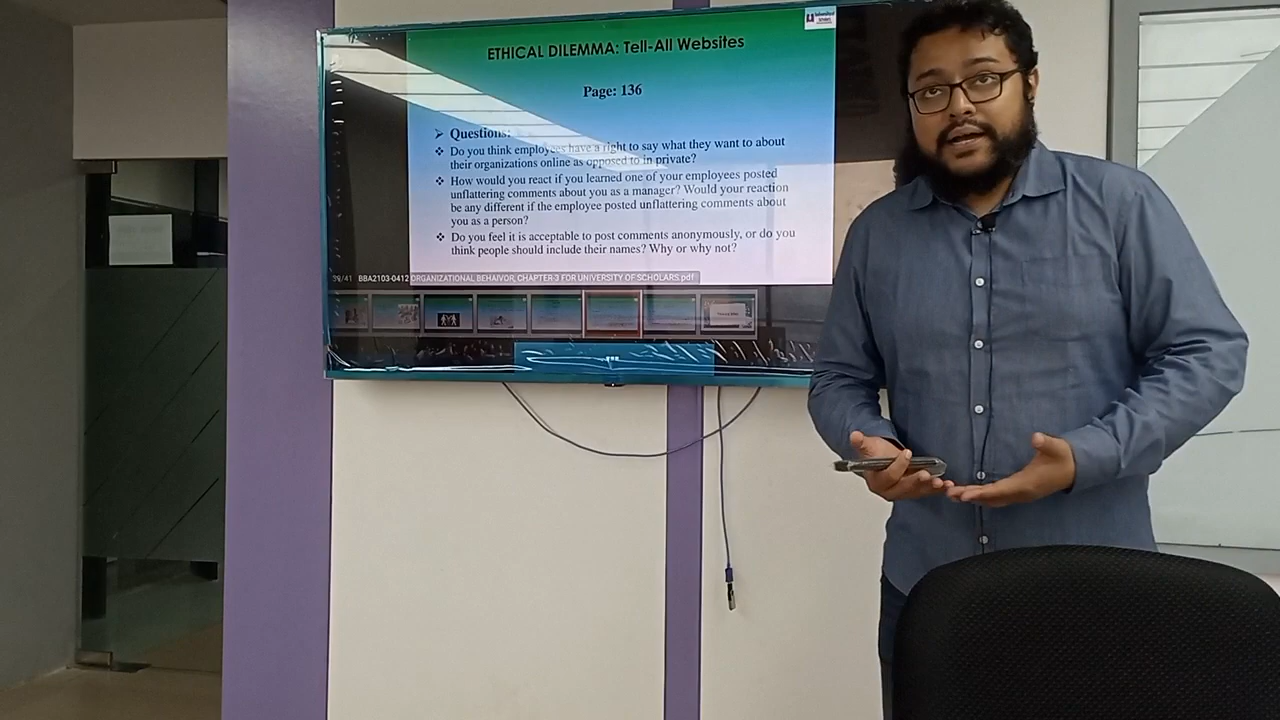 ETHICAL DILEMMA: Tell-All Websites
Page: 136
➢ Questions:
❖ Do you think employees have a right to say what they want to about
their organizations online as opposed to in private?
❖ How would you react if you learned one of your employees posted
unflattering comments about you as a manager? Would your reaction
be any different if the employee posted unflattering comments about
you as a person?
❖ Do you feel it is acceptable to post comments anonymously, or do you
think people should include their names? Why or why not?
39/41 BBA2103-0412 ORGANIZATIONAL BEHAIVOR, CHAPTER-3 FOR UNIVERSITY OF SCHOLARS.pdf